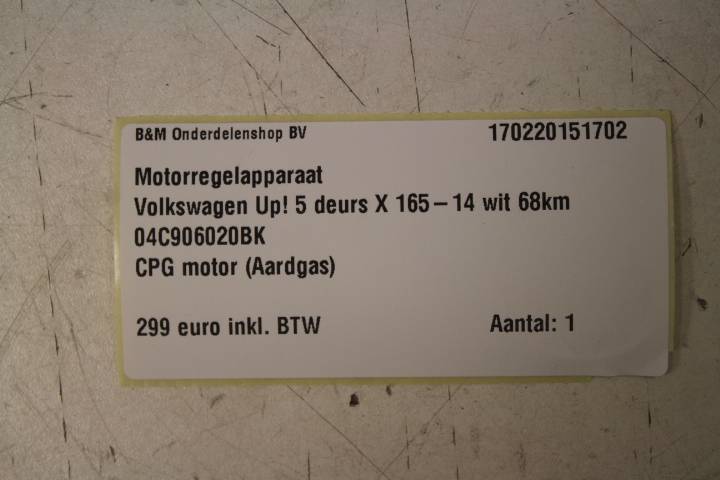 B&M Onderdelenshop BV 170220151702
Motorregelapparaat
Volkswagen Up! 5 deurs X 165-14 wit 68km
04C906020BK
CPG motor (Aardgas)
299 euro inkl. BTW Aantal: 1